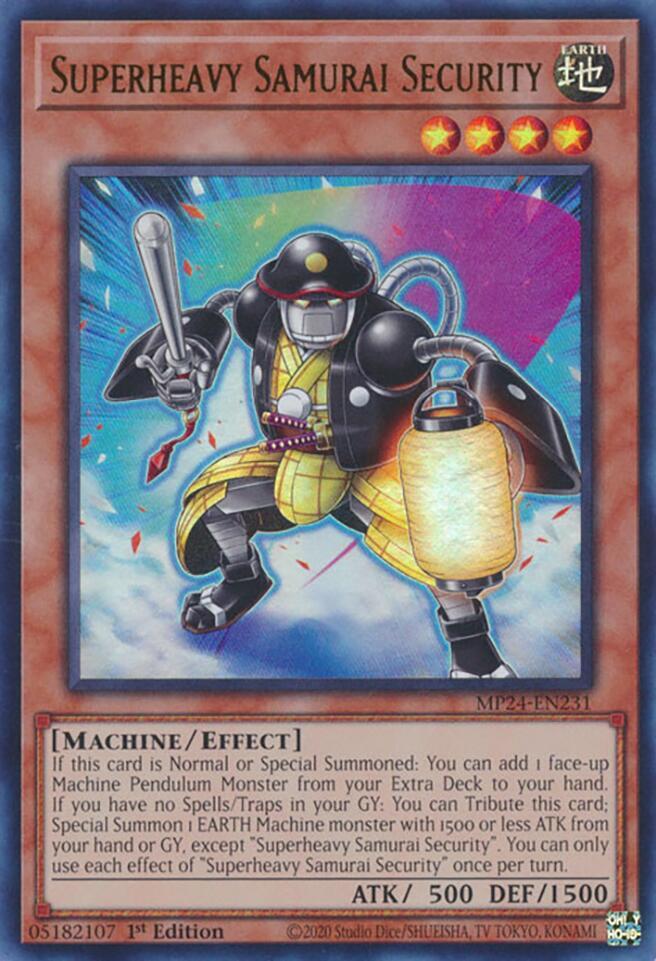 SUPERHEAVY SAMURAI SECURITY
EARTH
地
MP24-EN231
[MACHINE/EFFECT]
If this card is Normal or Special Summoned: You can add 1 face-up
Machine Pendulum Monster from your Extra Deck to your hand.
If you have no Spells/Traps in your GY: You can Tribute this card;
Special Summon 1 EARTH Machine monster with 1500 or less ATK from
your hand or GY, except "Superheavy Samurai Security". You can only
use each effect of "Superheavy Samurai Security" once per turn.
ATK/ 500 DEF/1500
05182107 1st Edition ©2020 Studio Dice/SHUEISHA, TV TOKYO, KONAMI